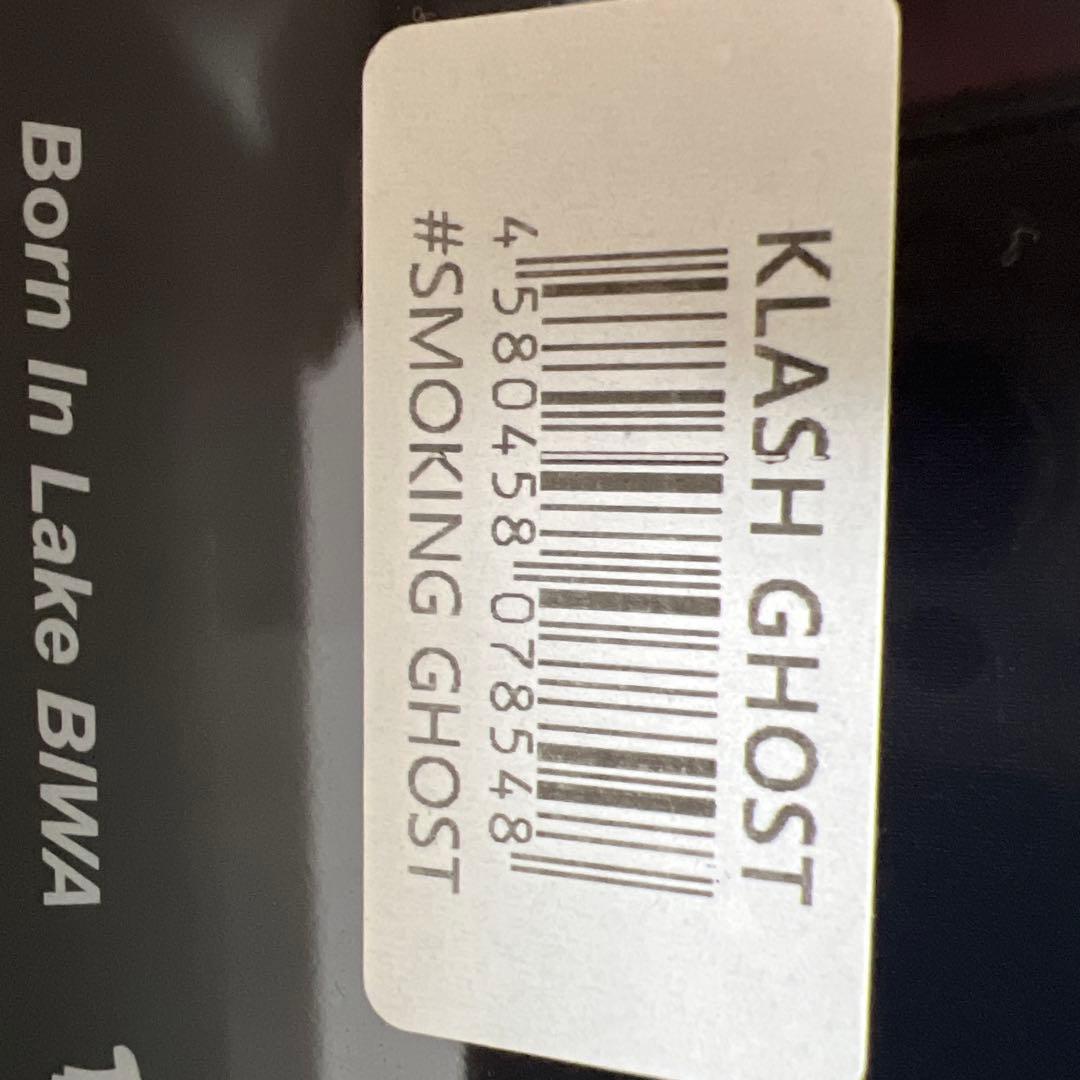 KLASH GHOST
4 580458 078548
#SMOKING GHOST
Born In Lake BIWA